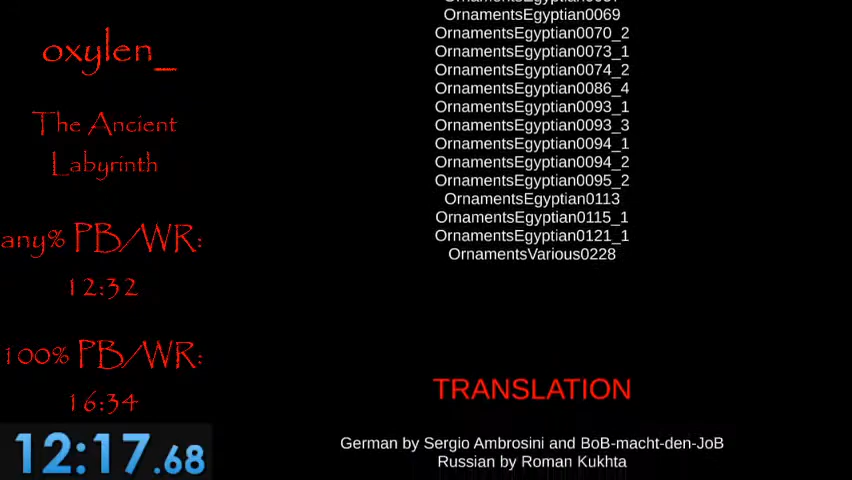 oxylen_
The Ancient
Labyrinth
any% PB/WR:
12:32
100% PB/WR:
16:34
12:17.68
OrnamentsEgyptian0069
OrnamentsEgyptian0070_2
OrnamentsEgyptian0073_1
OrnamentsEgyptian0074_2
OrnamentsEgyptian0086_4
OrnamentsEgyptian0093_1
OrnamentsEgyptian0093_3
OrnamentsEgyptian0094_1
OrnamentsEgyptian0094_2
OrnamentsEgyptian0095_2
OrnamentsEgyptian0113
OrnamentsEgyptian0115_1
OrnamentsEgyptian0121_1
OrnamentsVarious0228
TRANSLATION
German by Sergio Ambrosini and BoB-macht-den-JoB
Russian by Roman Kukhta